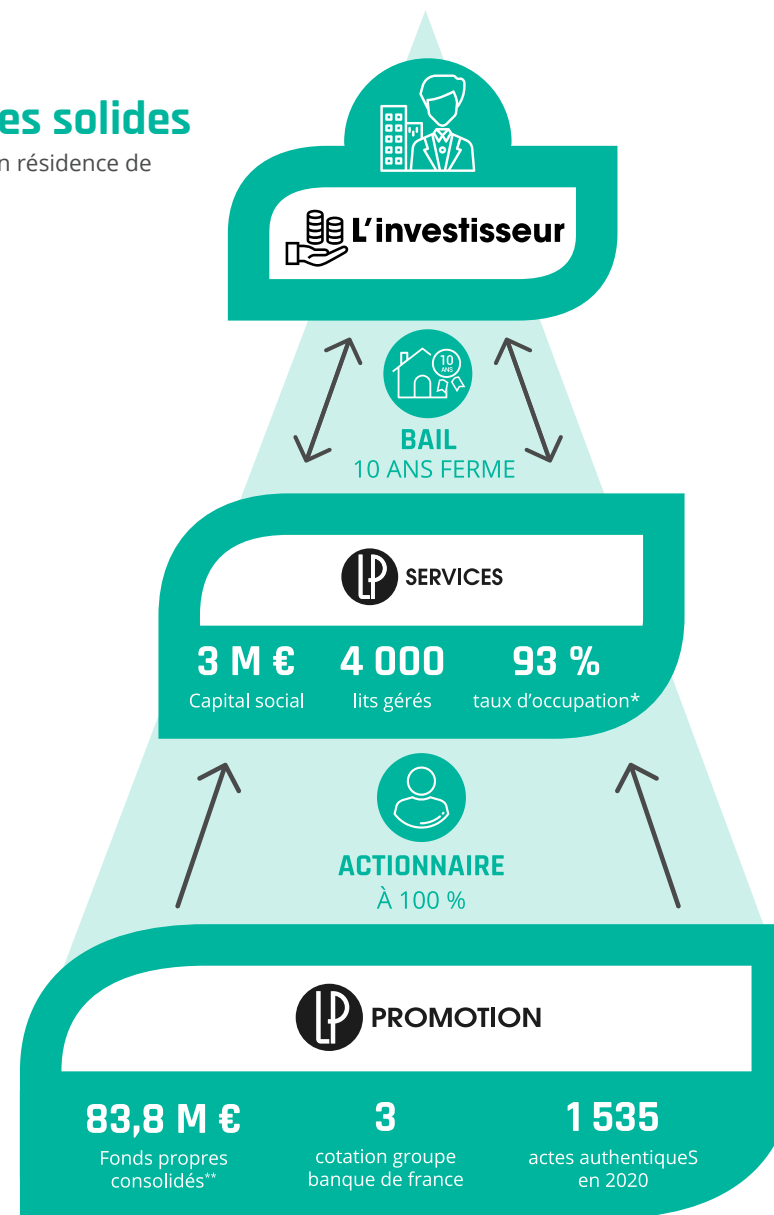 es solides
n résidence de
L'investisseur
10
ANS
BAIL
10 ANS FERME
LP SERVICES
3 M € 4 000 93 %
Capital social lits gérés taux d'occupation*
ACTIONNAIRE
À 100 %
LP PROMOTION
83,8 M € 3 1 535
Fonds propres cotation groupe actes authentiqueS
consolidés** banque de france en 2020